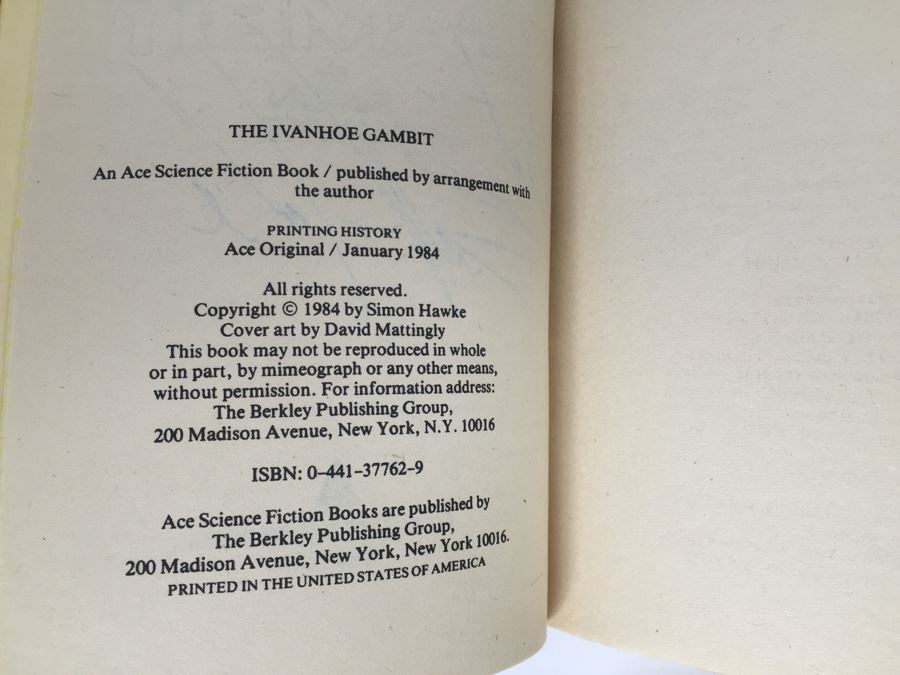 THE IVANHOE GAMBIT
An Ace Science Fiction Book / published by arrangement with
the author
PRINTING HISTORY
Ace Original / January 1984
All rights reserved.
Copyright © 1984 by Simon Hawke
Cover art by David Mattingly
This book may not be reproduced in whole
or in part, by mimeograph or any other means,
without permission. For information address:
The Berkley Publishing Group,
200 Madison Avenue, New York, N.Y. 10016
ISBN: 0-441-37762-9
Ace Science Fiction Books are published by
The Berkley Publishing Group,
200 Madison Avenue, New York, New York 10016.
PRINTED IN THE UNITED STATES OF AMERICA